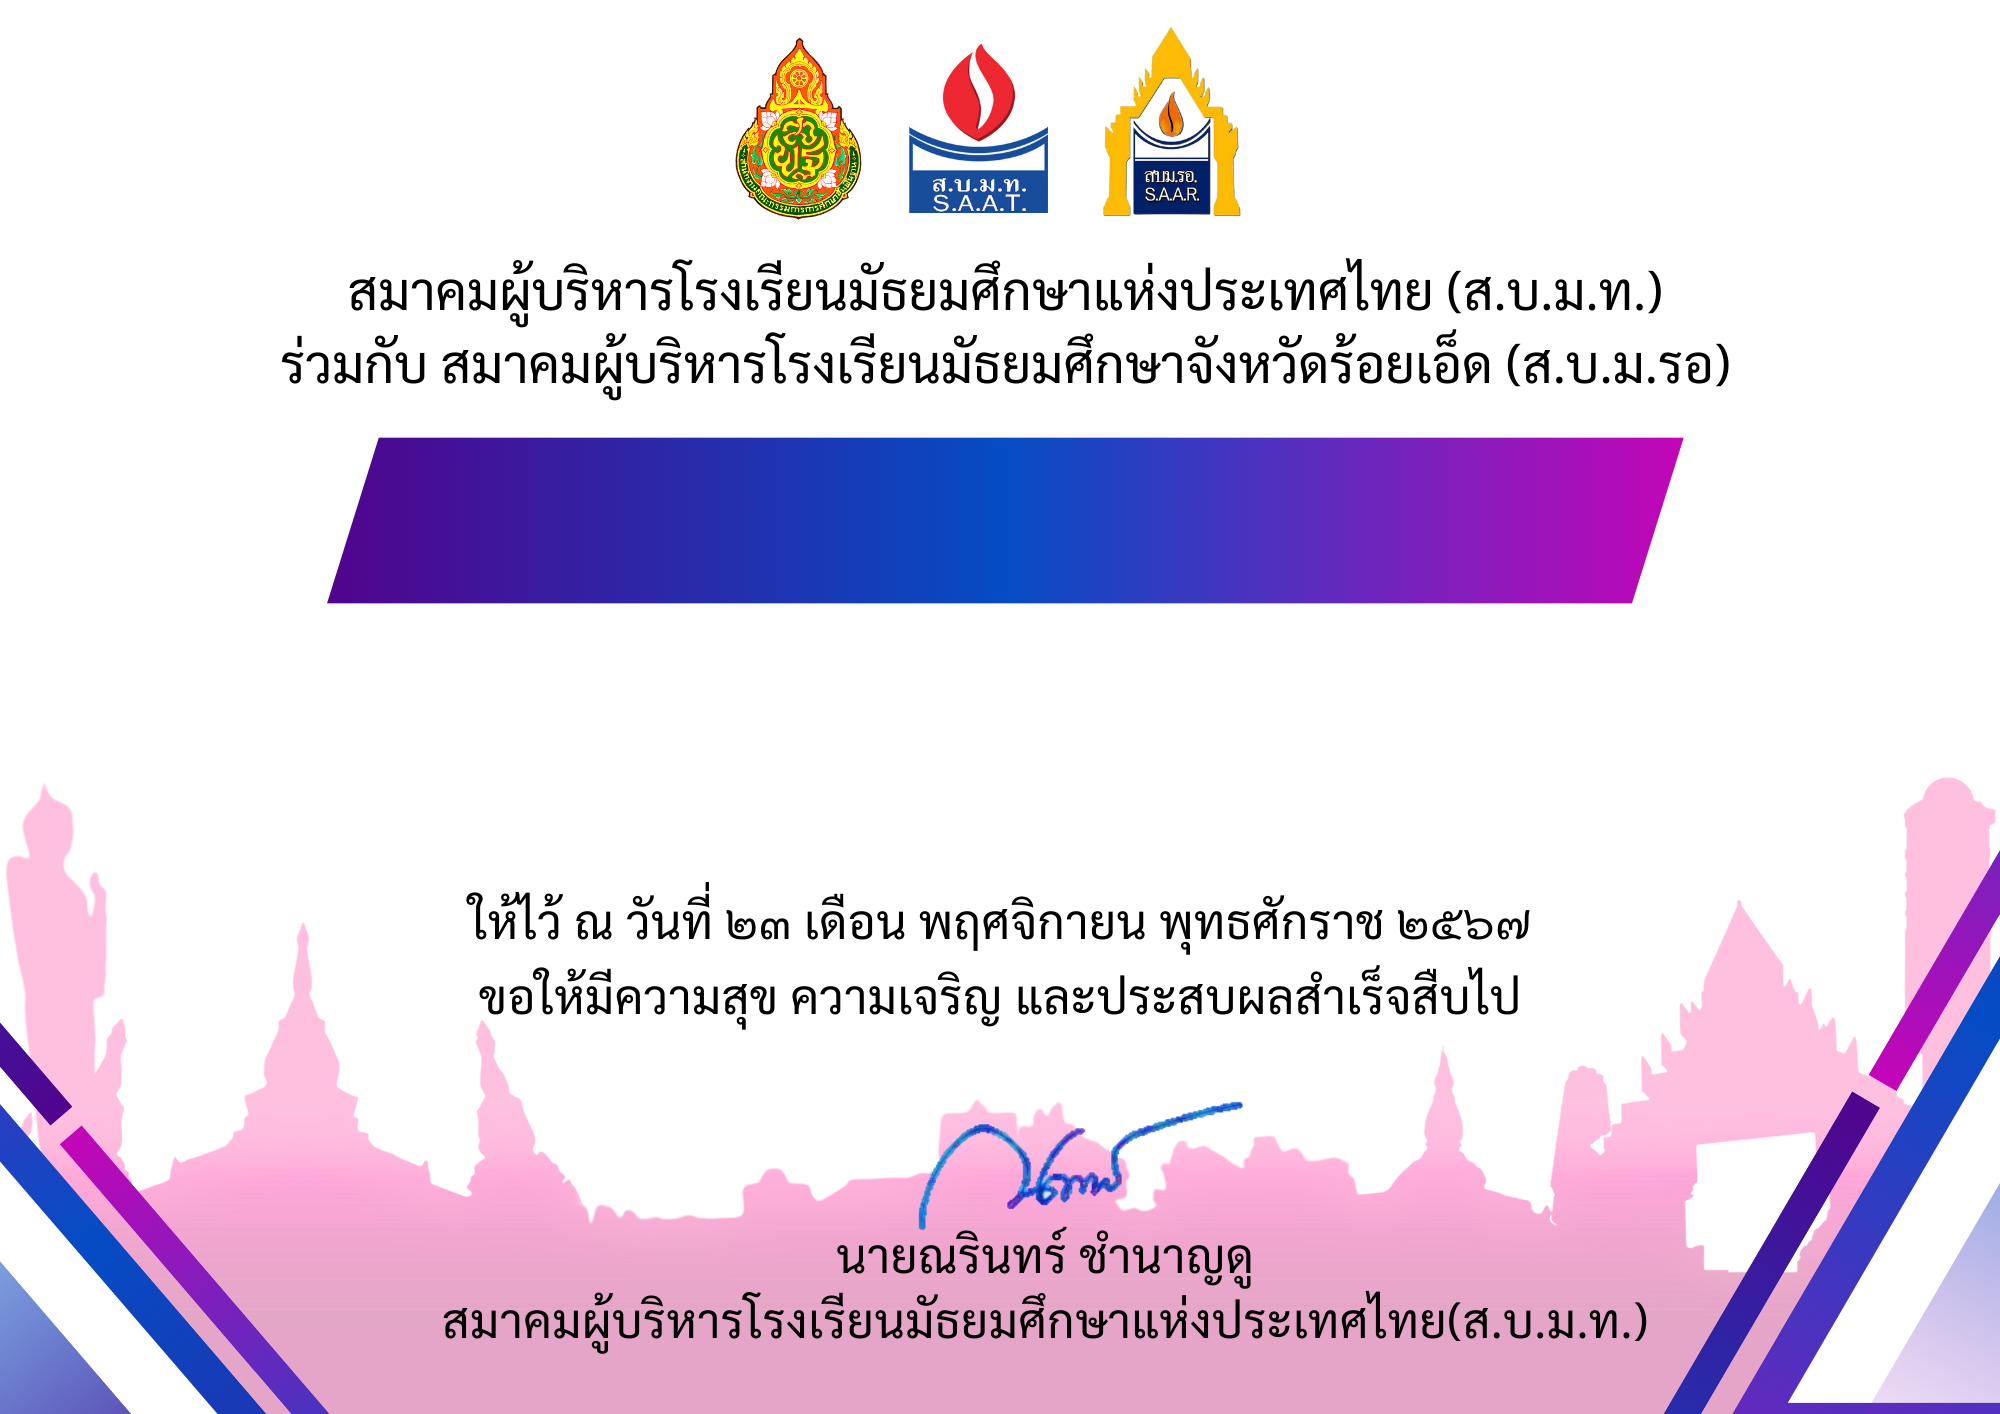 ส.บ.ม.ท.
S.A.A.T.
สบม.รอ.
S.A.A.R.
สมาคมผู้บริหารโรงเรียนมัธยมศึกษาแห่งประเทศไทย (ส.บ.ม.ท.)
ร่วมกับ สมาคมผู้บริหารโรงเรียนมัธยมศึกษาจังหวัดร้อยเอ็ด (ส.บ.ม.รอ)
ให้ไว้ ณ วันที่ ๒๓ เดือน พฤศจิกายน พุทธศักราช ๒๕๖๗
ขอให้มีความสุข ความเจริญ และประสบผลสำเร็จสืบไป
นายณรินทร์ ชำนาญดู
สมาคมผู้บริหารโรงเรียนมัธยมศึกษาแห่งประเทศไทย(ส.บ.ม.ท.)